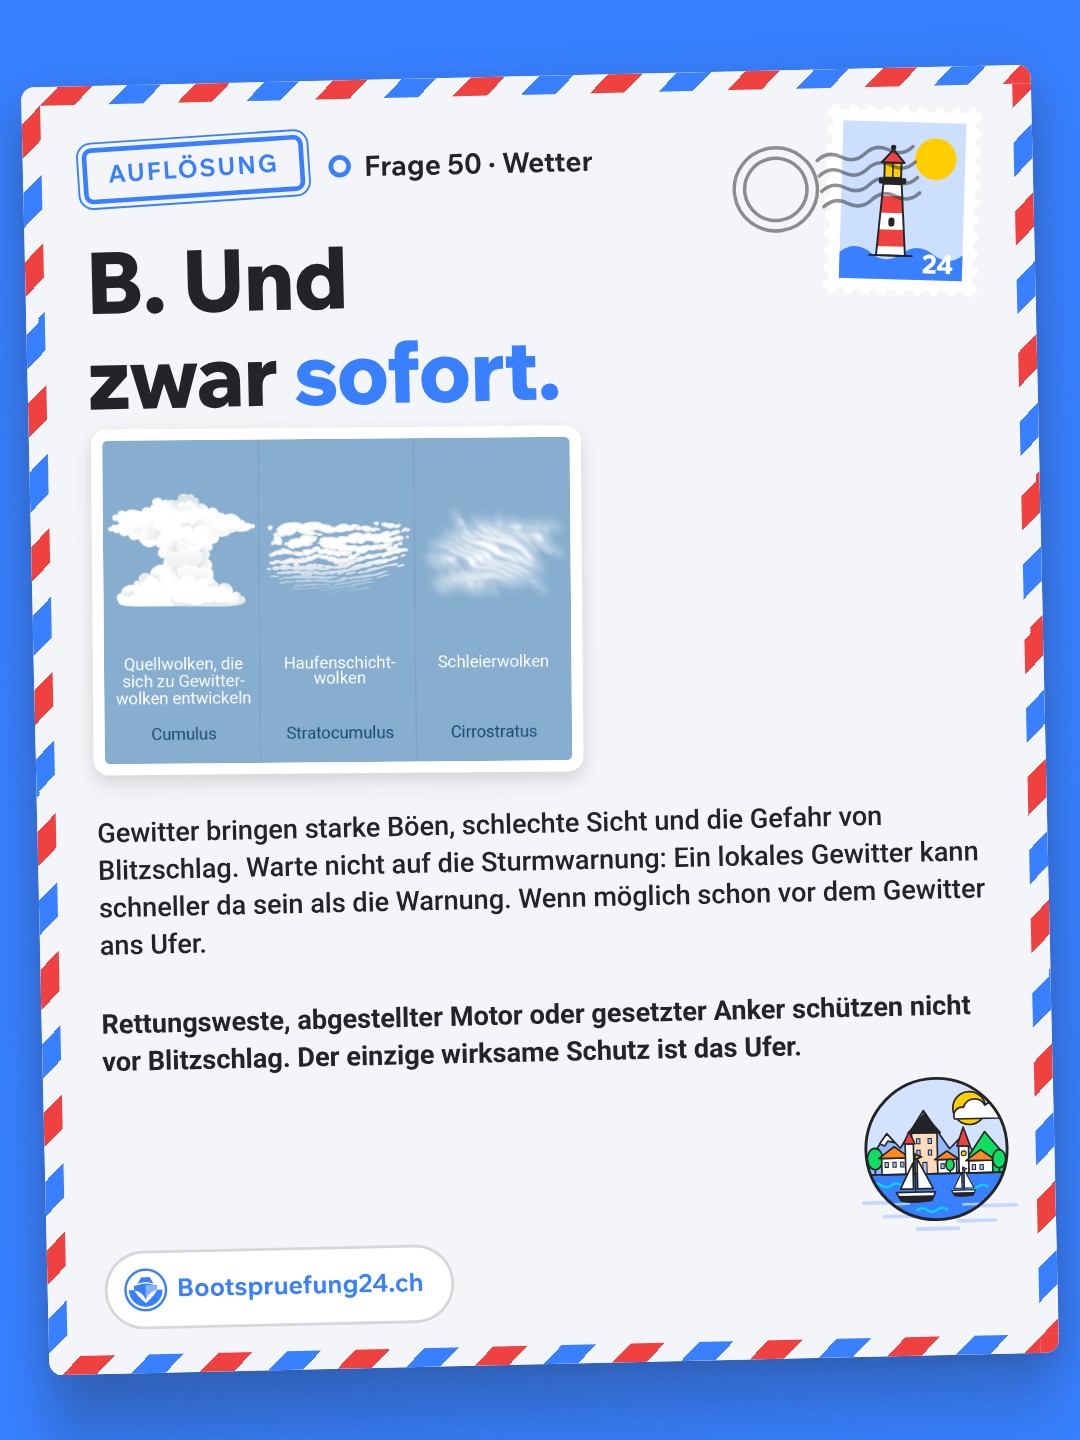 AUFLÖSUNG
Frage 50 · Wetter
24
B. Und
zwar sofort.
Quellwolken, die
sich zu Gewitter-
wolken entwickeln
Cumulus
Haufenschicht-
wolken
Stratocumulus
Schleierwolken
Cirrostratus
Gewitter bringen starke Böen, schlechte Sicht und die Gefahr von
Blitzschlag. Warte nicht auf die Sturmwarnung: Ein lokales Gewitter kann
schneller da sein als die Warnung. Wenn möglich schon vor dem Gewitter
ans Ufer.
Rettungsweste, abgestellter Motor oder gesetzter Anker schützen nicht
vor Blitzschlag. Der einzige wirksame Schutz ist das Ufer.
Bootspruefung24.ch